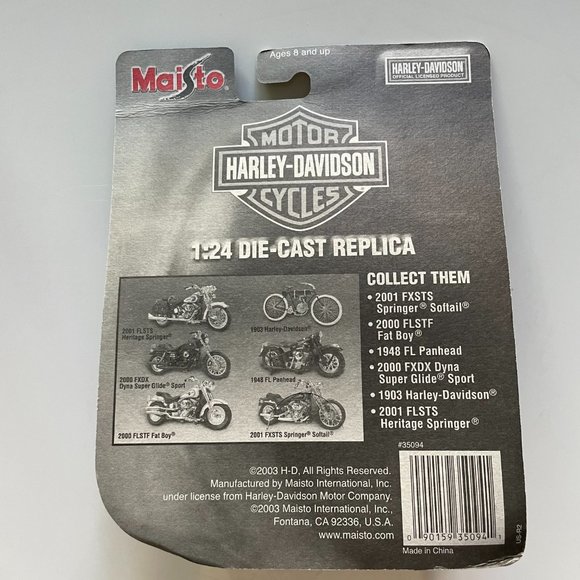 Ages 8 and up
Maisto®
HARLEY-DAVIDSON
OFFICIAL LICENSED PRODUCT
MOTOR
HARLEY-DAVIDSON
CYCLES
1:24 DIE-CAST REPLICA
2001 FLSTS
Heritage Springer®
1903 Harley-Davidson®
2000 FXDX
Dyna Super Glide® Sport
1948 FL Panhead
2000 FLSTF Fat Boy®
2001 FXSTS Springer® Softail®
COLLECT THEM
• 2001 FXSTS
Springer® Softail®
• 2000 FLSTF
Fat Boy®
• 1948 FL Panhead
• 2000 FXDX Dyna
Super Glide® Sport
• 1903 Harley-Davidson®
• 2001 FLSTS
Heritage Springer®
#35094
©2003 H-D, All Rights Reserved.
Manufactured by Maisto International, Inc.
under license from Harley-Davidson Motor Company.
©2003 Maisto International, Inc.,
Fontana, CA 92336, U.S.A.
www.maisto.com
0 90159 35094 1
Made in China
US-R2